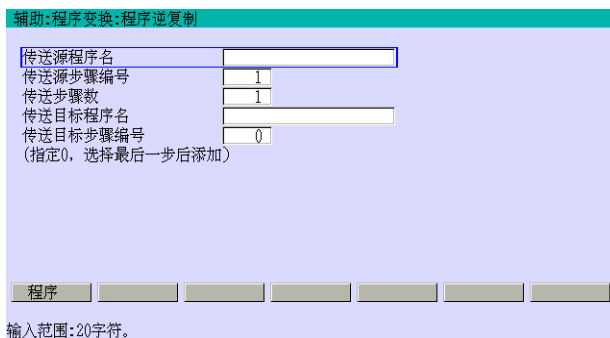 辅助:程序变换:程序逆复制
传送源程序名
传送源步骤编号 1
传送步骤数 1
传送目标程序名
传送目标步骤编号 0
(指定0, 选择最后一步后添加)
程序
输入范围:20字符。